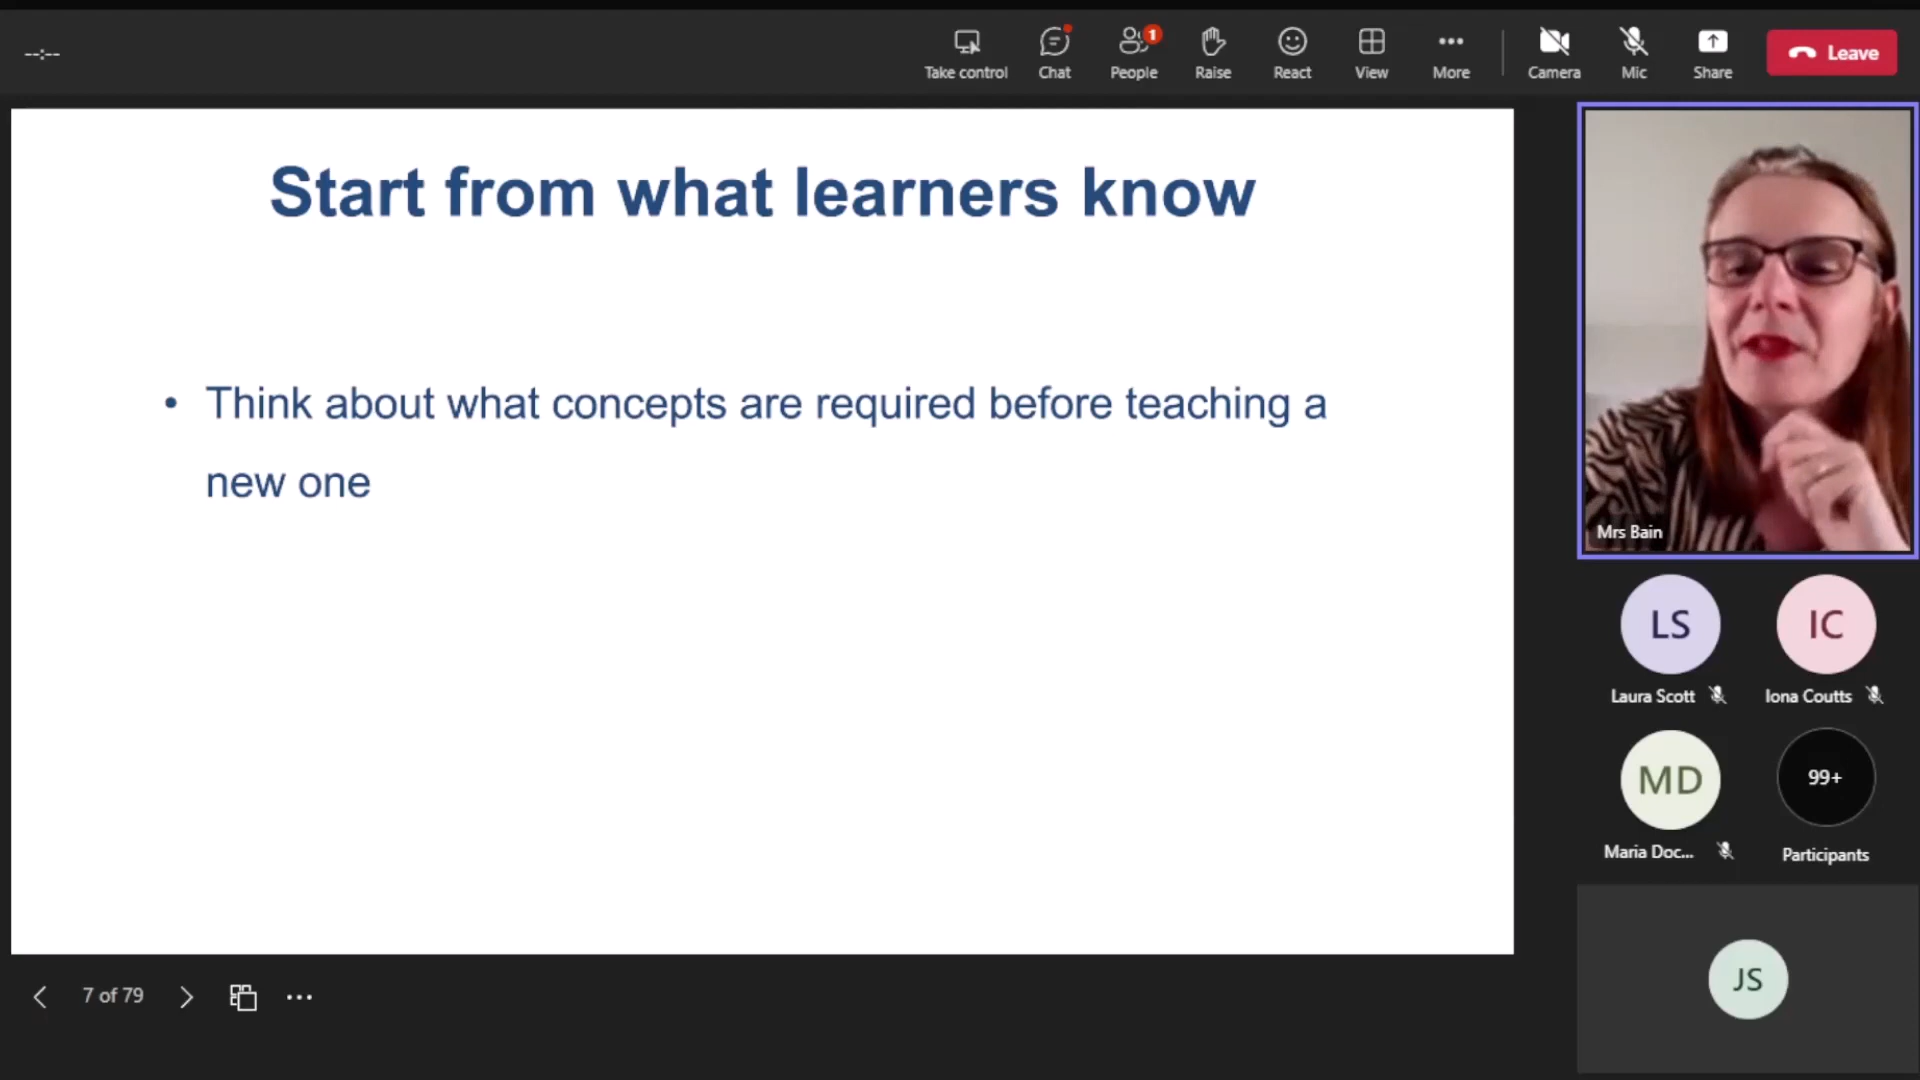 --:--
Take control
Chat
1
People
Raise
React
View
More
Camera
Mic
Share
Leave
Start from what learners know
• Think about what concepts are required before teaching a
new one
Mrs Bain
LS
IC
Laura Scott
Iona Coutts
MD
99+
Maria Doc...
Participants
JS
7 of 79